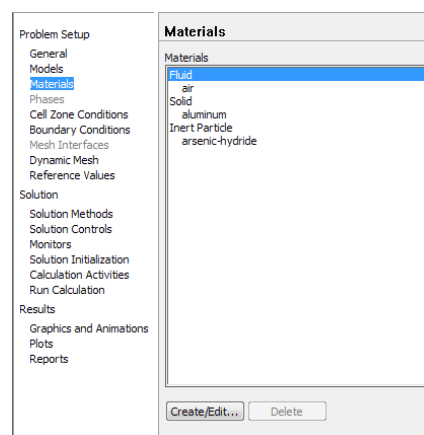 Problem Setup
General
Models
Materials
Phases
Cell Zone Conditions
Boundary Conditions
Mesh Interfaces
Dynamic Mesh
Reference Values
Solution
Solution Methods
Solution Controls
Monitors
Solution Initialization
Calculation Activities
Run Calculation
Results
Graphics and Animations
Plots
Reports
Materials
Materials
Fluid
air
Solid
aluminum
Inert Particle
arsenic-hydride
Create/Edit... Delete